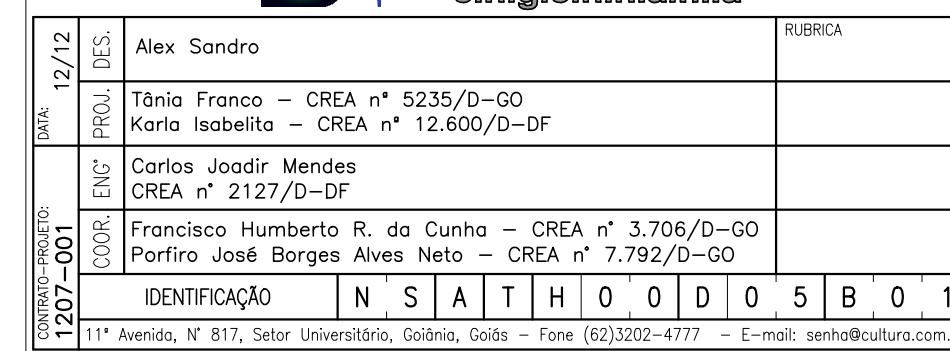 RUBRICA
DATA: 12/12
DES. Alex Sandro
PROJ. Tânia Franco – CREA nº 5235/D–GO
Karla Isabelita – CREA nº 12.600/D–DF
ENGº Carlos Joadir Mendes
CREA n° 2127/D–DF
CONTRATO–PROJETO:
1207–001
COOR. Francisco Humberto R. da Cunha – CREA n° 3.706/D–GO
Porfiro José Borges Alves Neto – CREA n° 7.792/D–GO
IDENTIFICAÇÃO N S A T H 0 0 D 0 5 B 0 1
11ª Avenida, N° 817, Setor Universitário, Goiânia, Goiás – Fone (62)3202–4777 – E–mail: senha@cultura.com.